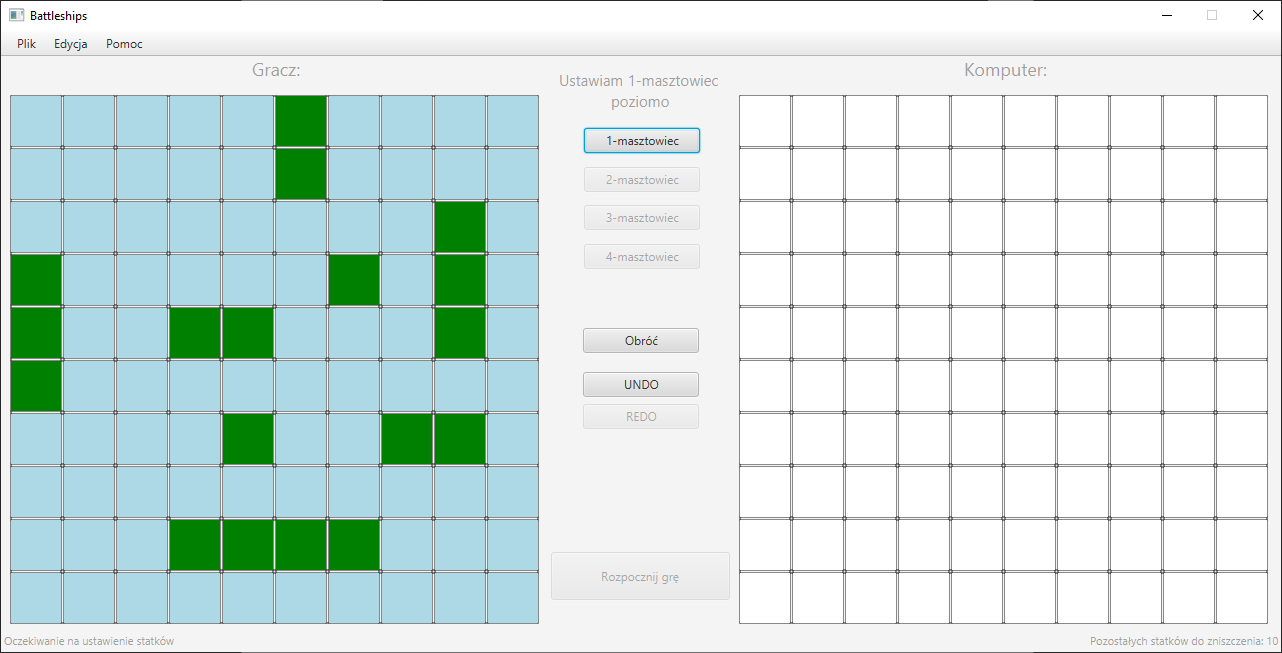 Battleships
Plik Edycja Pomoc
Gracz:
Ustawiam 1-masztowiec
poziomo
1-masztowiec
2-masztowiec
3-masztowiec
4-masztowiec
Obróć
UNDO
REDO
Rozpocznij grę
Komputer:
Oczekiwanie na ustawienie statków
Pozostałych statków do zniszczenia: 10